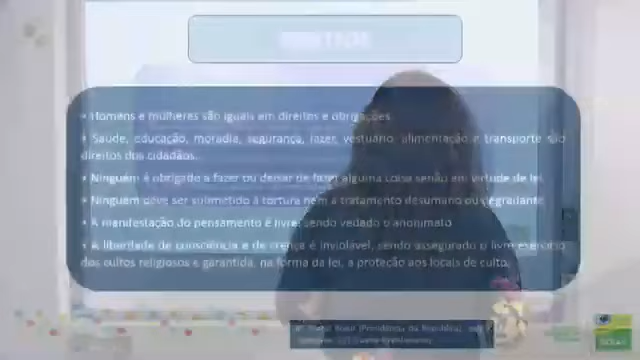 • Homens e mulheres são iguais em direitos e obrigações.
• Saúde, educação, moradia, segurança, lazer, vestuário, alimentação e transporte são
direitos dos cidadãos.
• Ninguém é obrigado a fazer ou deixar de fazer alguma coisa senão em virtude de lei.
• Ninguém deve ser submetido à tortura nem a tratamento desumano ou degradante.
• A manifestação do pensamento é livre, sendo vedado o anonimato
• A liberdade de consciência e de crença é inviolável, sendo assegurado o livre exercício
dos cultos religiosos e garantida, na forma da lei, a proteção aos locais de culto.
(Presidência da República)